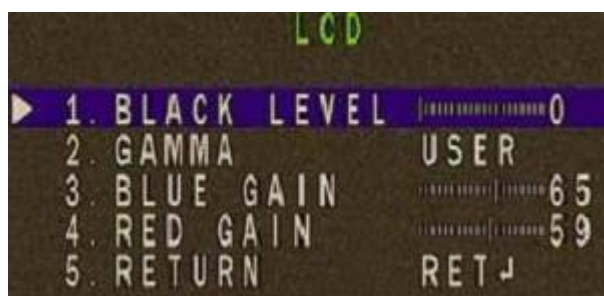 LCD
1. BLACK LEVEL 0
2. GAMMA USER
3. BLUE GAIN 65
4. RED GAIN 59
5. RETURN RET↲